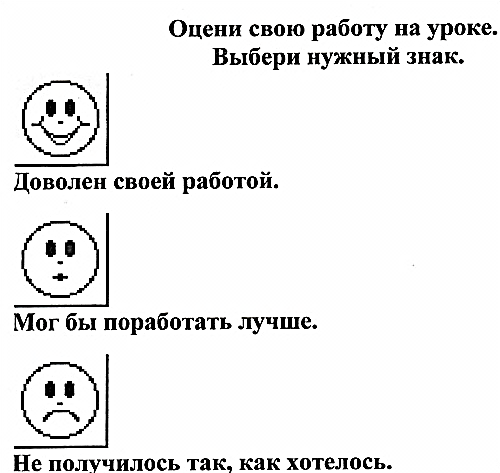 Оцени свою работу на уроке.
Выбери нужный знак.
Доволен своей работой.
Мог бы поработать лучше.
Не получилось так, как хотелось.